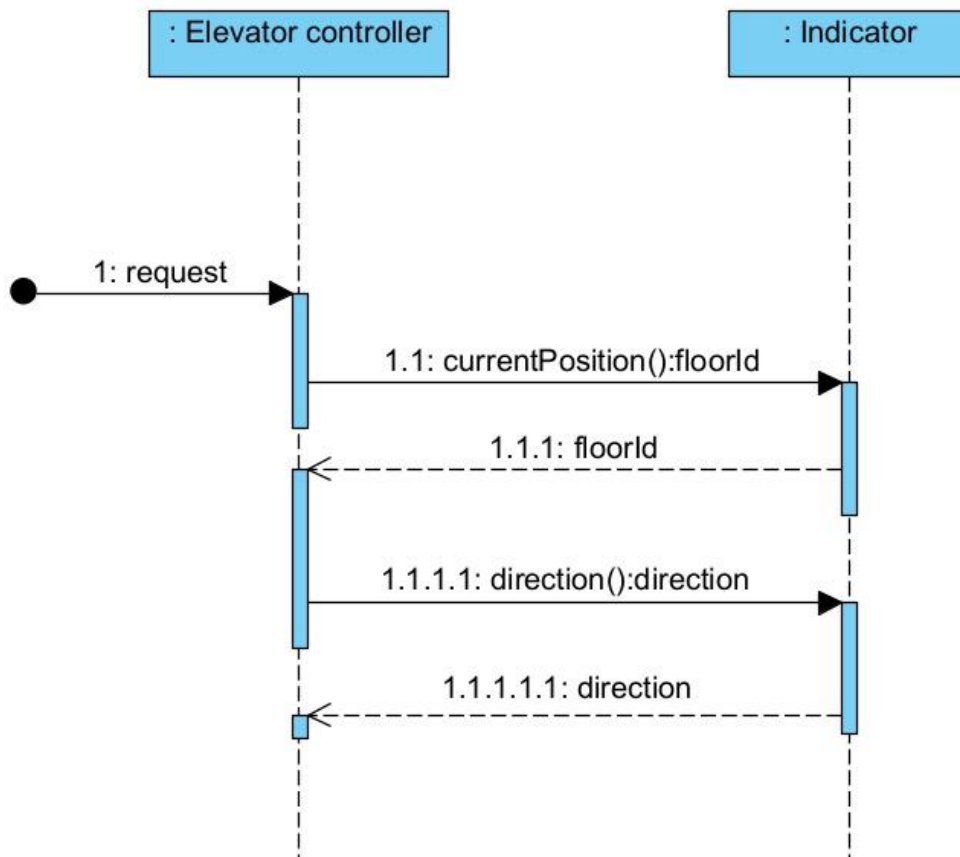 : Elevator controller
: Indicator
1: request
1.1: currentPosition():floorId
1.1.1: floorId
1.1.1.1: direction():direction
1.1.1.1.1: direction